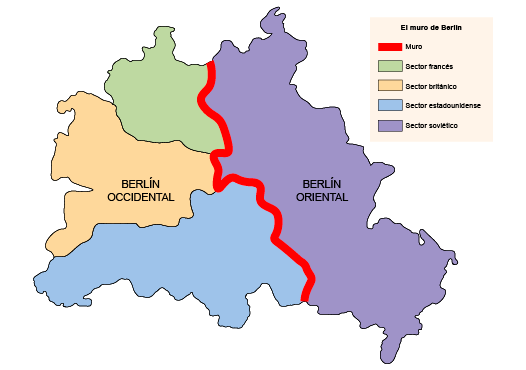 El muro de Berlín
Muro
Sector francés
Sector británico
Sector estadounidense
Sector soviético
BERLÍN
OCCIDENTAL
BERLÍN
ORIENTAL